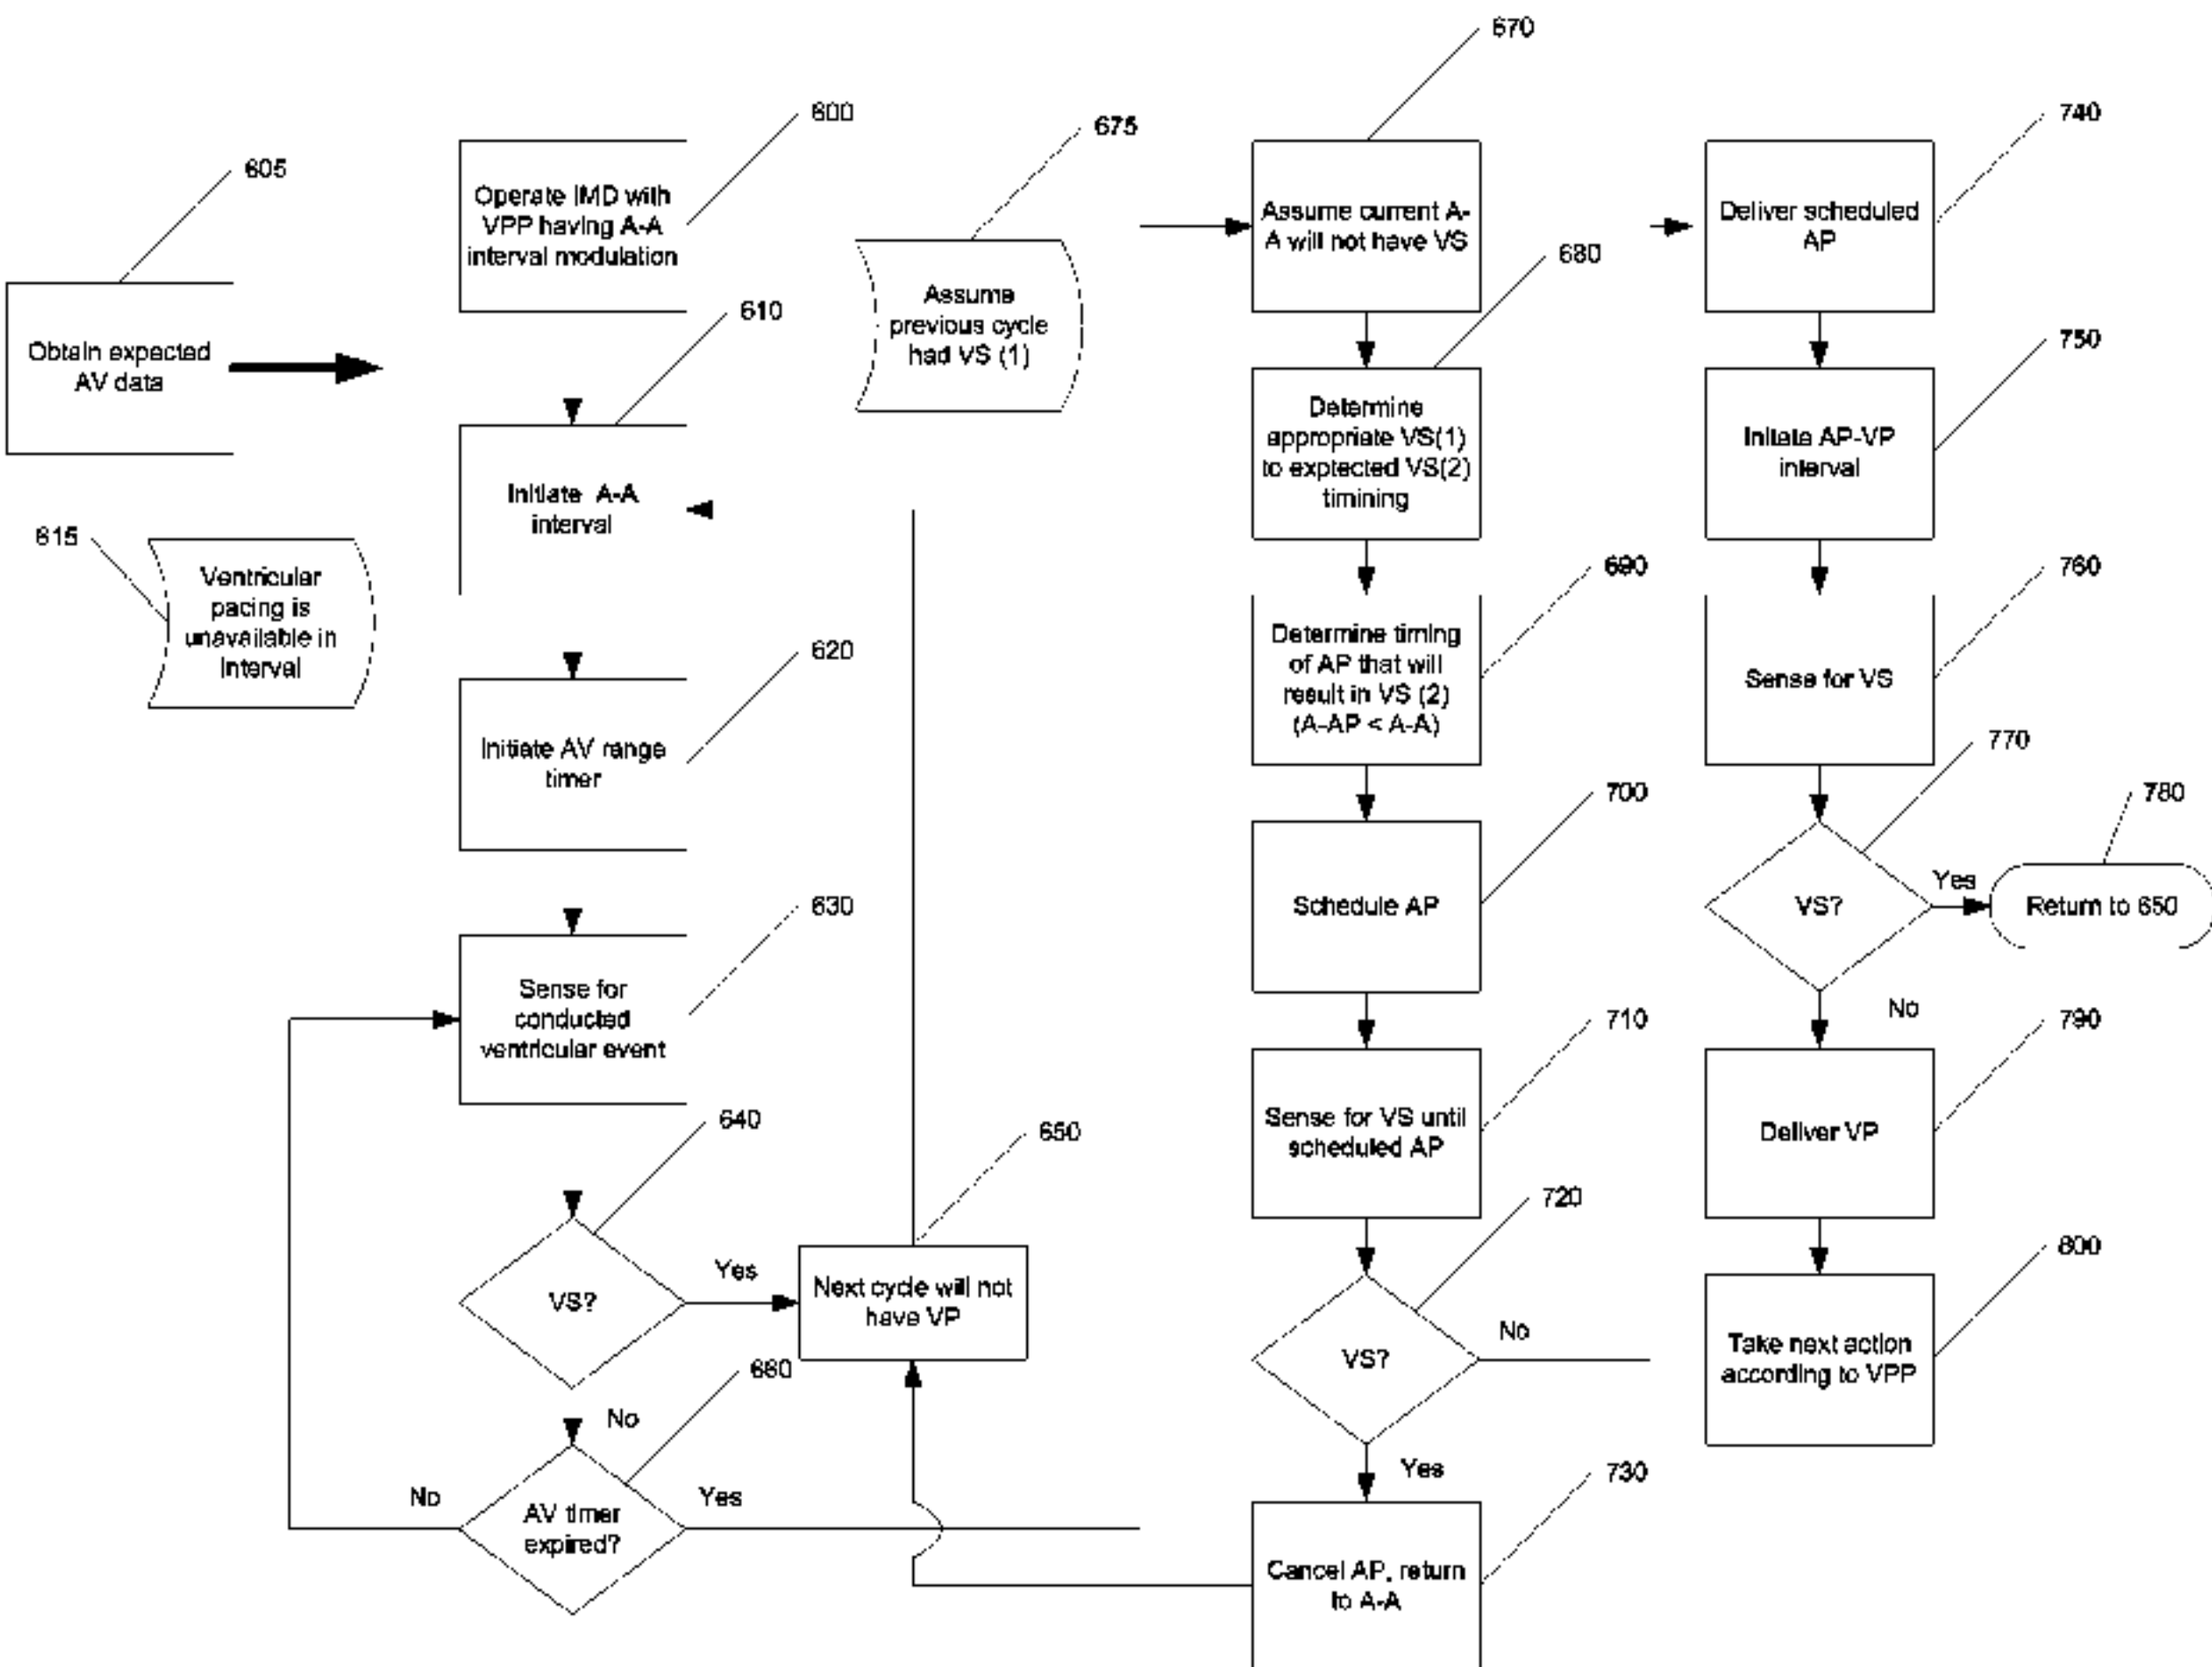 670
600
675
740
605
Operate IMD with
VPP having A-A
interval modulation
Assume current A-
A will not have VS
Deliver scheduled
AP
680
610
Assume
previous cycle
had VS (1)
Obtain expected
AV data
750
Determine
appropriate VS(1)
to exptected VS(2)
timining
Initate AP-VP
interval
Initiate A-A
interval
615
Ventricular
pacing is
unavailable in
Interval
690
760
620
Determine timing
of AP that will
result in VS (2)
(A-AP < A-A)
Sense for VS
770
Initiate AV range
timer
700
780
630
Schedule AP
VS?
Yes
Return to 650
Sense for
conducted
ventricular event
No
710
790
640
650
Sense for VS until
scheduled AP
Deliver VP
720
800
VS?
Yes
Next cycle will not
have VP
No
VS?
Take next action
according to VPP
660
No
Yes
730
No
AV timer
expired?
Yes
Cancel AP, return
to A-A